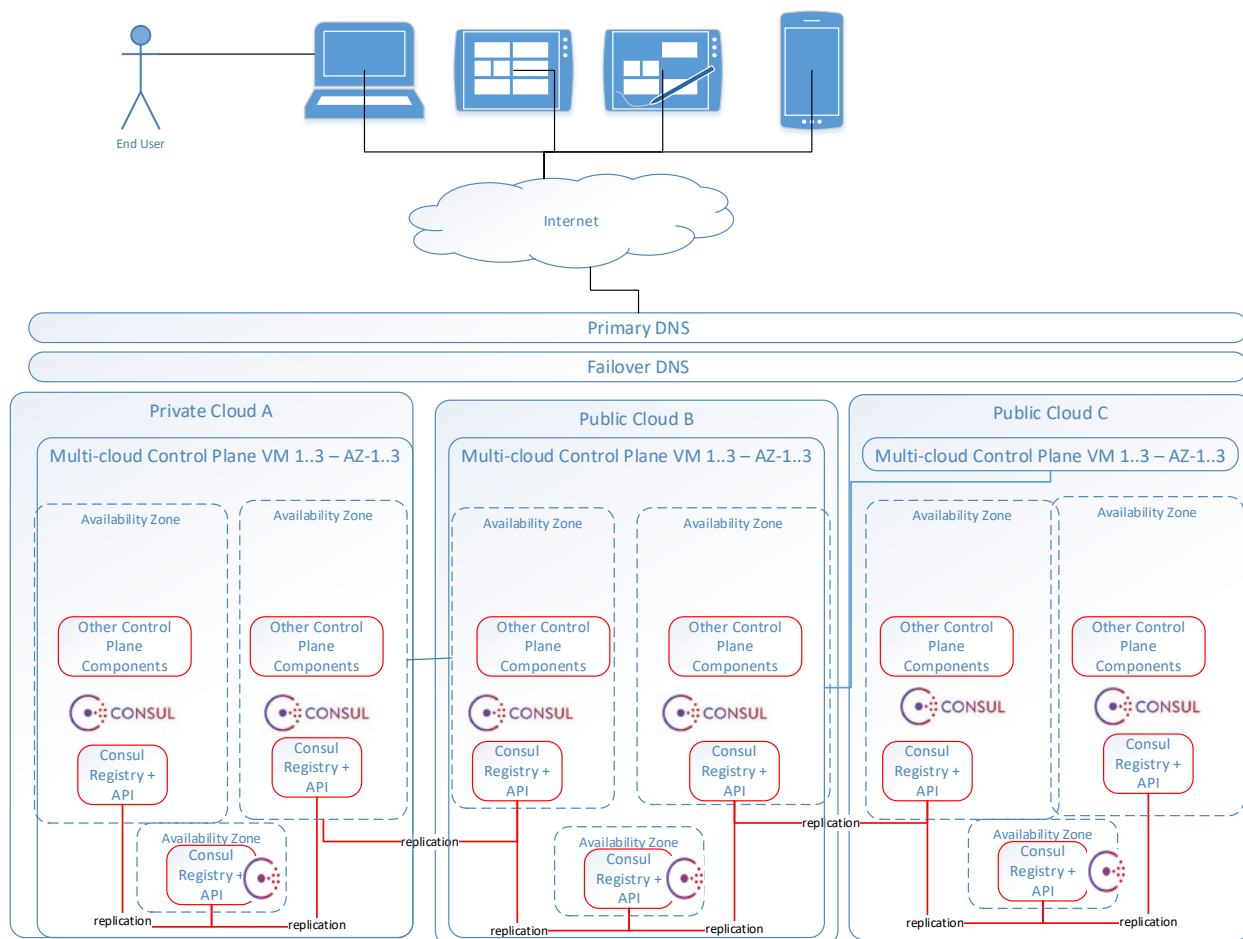 End User
Internet
Primary DNS
Failover DNS
Private Cloud A
Public Cloud B
Public Cloud C
Multi-cloud Control Plane VM 1..3 – AZ-1..3
Multi-cloud Control Plane VM 1..3 – AZ-1..3
Multi-cloud Control Plane VM 1..3 – AZ-1..3
Availability Zone
Availability Zone
Availability Zone
Availability Zone
Availability Zone
Availability Zone
Other Control
Plane
Components
Other Control
Plane
Components
Other Control
Plane
Components
Other Control
Plane
Components
Other Control
Plane
Components
Other Control
Plane
Components
CONSUL
CONSUL
CONSUL
CONSUL
CONSUL
CONSUL
Consul
Registry +
API
Consul
Registry +
API
Consul
Registry +
API
Consul
Registry +
API
Consul
Registry +
API
Consul
Registry +
API
replication
replication
Availability Zone
Consul
Registry +
API
Availability Zone
Consul
Registry +
API
Availability Zone
Consul
Registry +
API
replication
replication
replication
replication
replication
replication